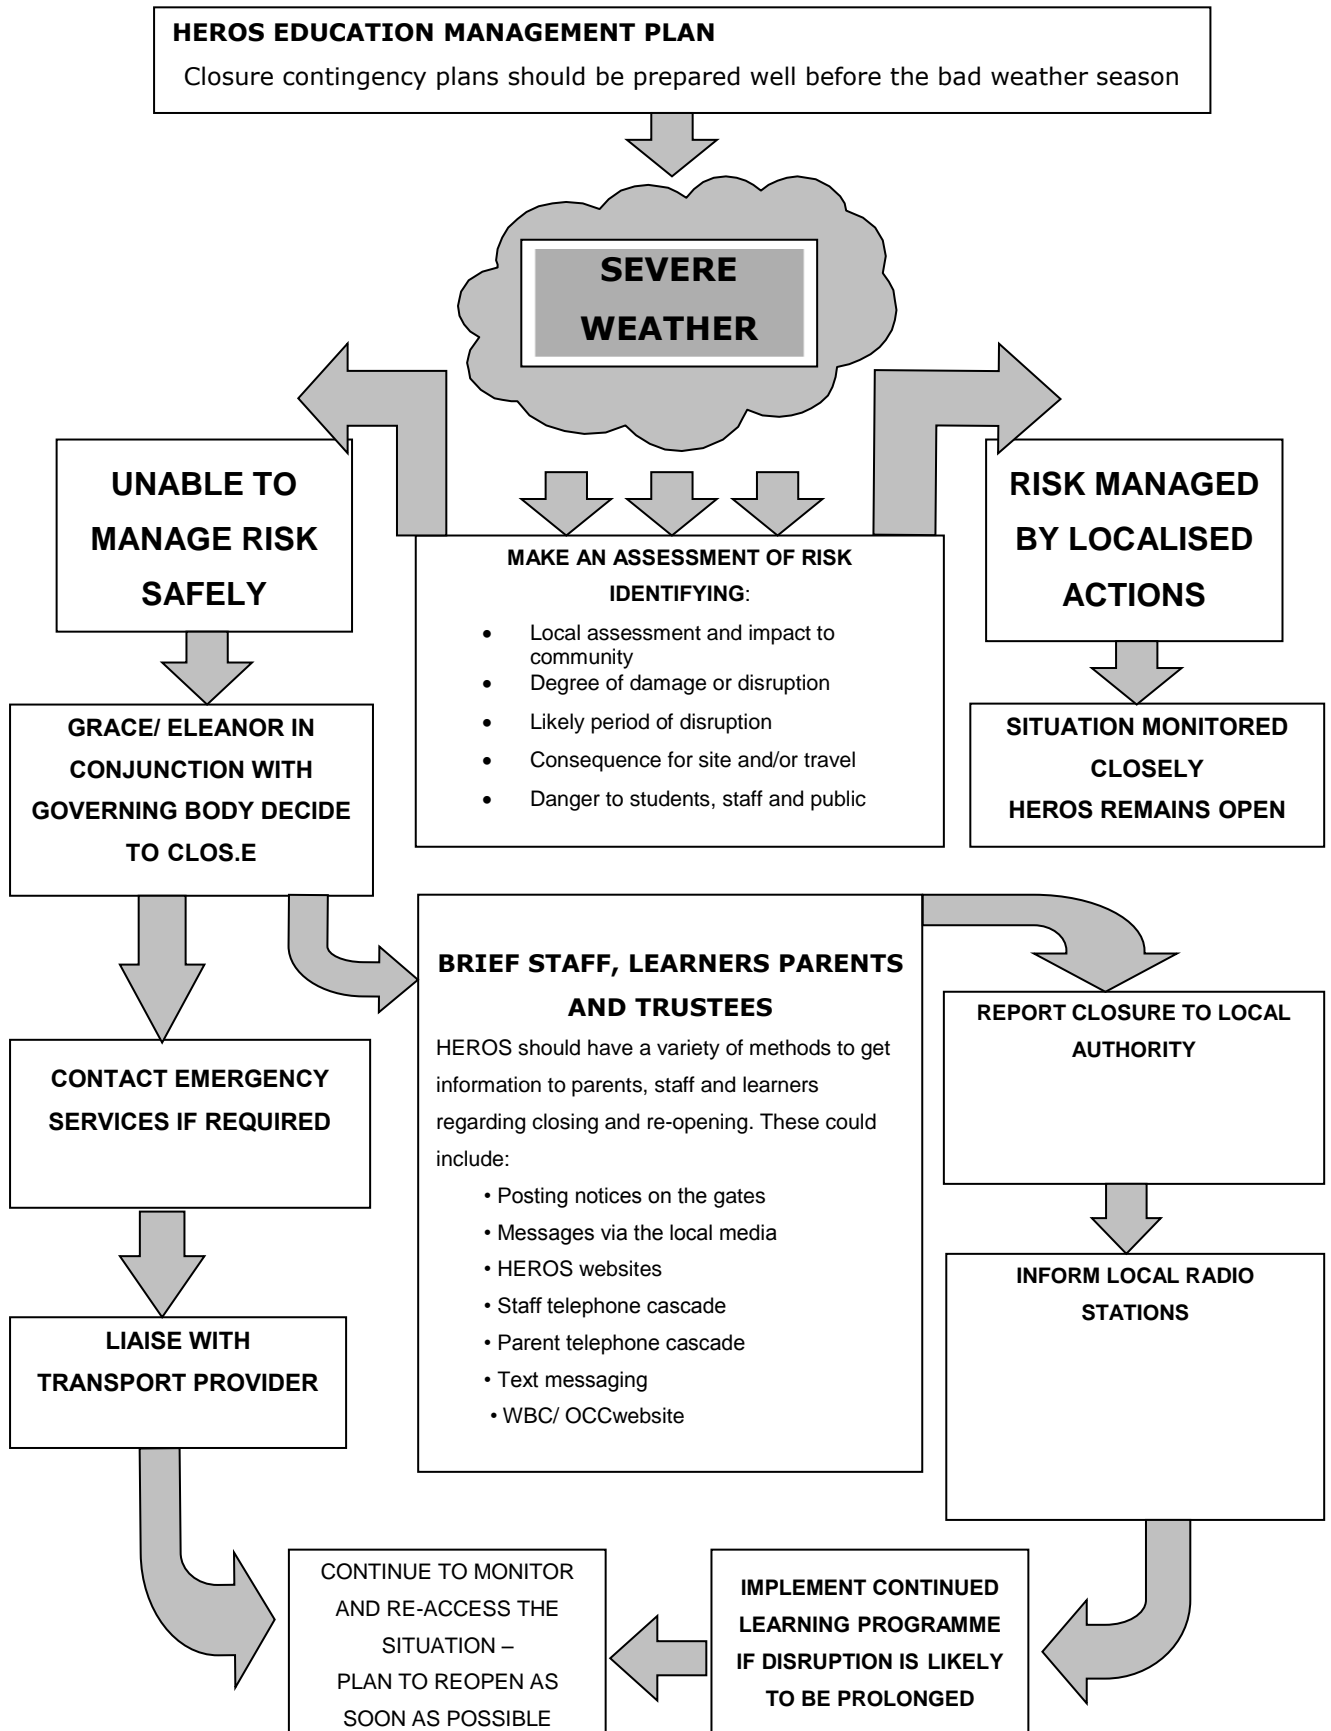 HEROS EDUCATION MANAGEMENT PLAN
Closure contingency plans should be prepared well before the bad weather season
SEVERE
WEATHER
UNABLE TO
MANAGE RISK
SAFELY
MAKE AN ASSESSMENT OF RISK
IDENTIFYING:
• Local assessment and impact to
community
• Degree of damage or disruption
• Likely period of disruption
• Consequence for site and/or travel
• Danger to students, staff and public
RISK MANAGED
BY LOCALISED
ACTIONS
GRACE/ ELEANOR IN
CONJUNCTION WITH
GOVERNING BODY DECIDE
TO CLOS.E
SITUATION MONITORED
CLOSELY
HEROS REMAINS OPEN
BRIEF STAFF, LEARNERS PARENTS
AND TRUSTEES
HEROS should have a variety of methods to get
information to parents, staff and learners
regarding closing and re-opening. These could
include:
• Posting notices on the gates
• Messages via the local media
• HEROS websites
• Staff telephone cascade
• Parent telephone cascade
• Text messaging
• WBC/ OCCwebsite
REPORT CLOSURE TO LOCAL
AUTHORITY
CONTACT EMERGENCY
SERVICES IF REQUIRED
INFORM LOCAL RADIO
STATIONS
LIAISE WITH
TRANSPORT PROVIDER
CONTINUE TO MONITOR
AND RE-ACCESS THE
SITUATION –
PLAN TO REOPEN AS
SOON AS POSSIBLE
IMPLEMENT CONTINUED
LEARNING PROGRAMME
IF DISRUPTION IS LIKELY
TO BE PROLONGED